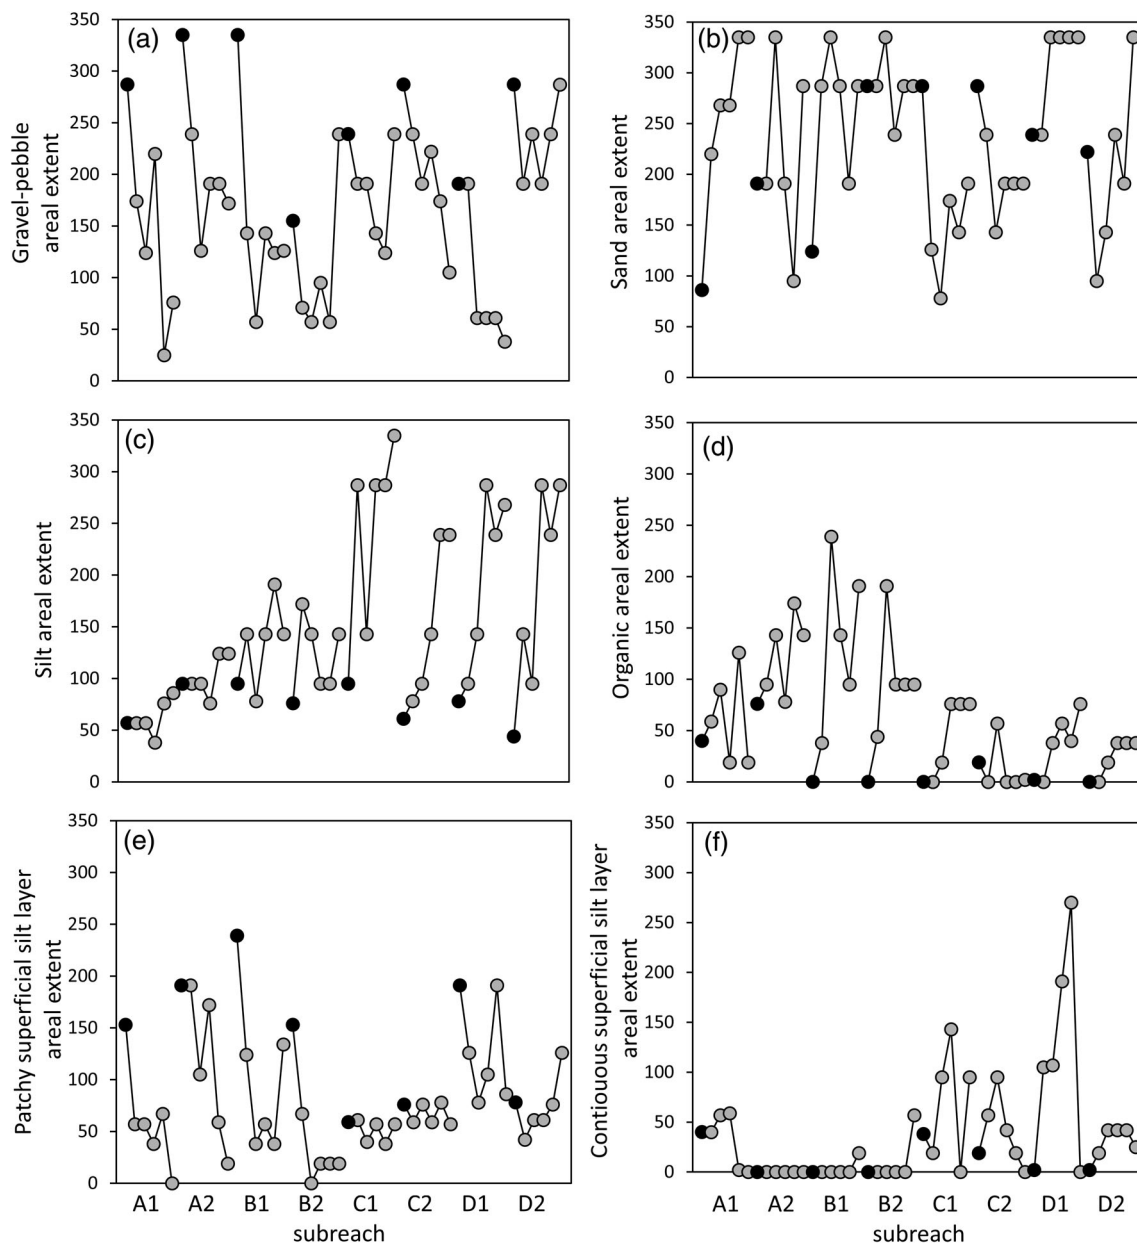 (a)
350
300
250
200
150
100
50
0
Gravel-pebble
areal extent
(b)
350
300
250
200
150
100
50
0
Sand areal extent
(c)
350
300
250
200
150
100
50
0
Silt areal extent
(d)
350
300
250
200
150
100
50
0
Organic areal extent
(e)
350
300
250
200
150
100
50
0
Patchy superficial silt layer
areal extent
A1 A2 B1 B2 C1 C2 D1 D2
subreach
(f)
350
300
250
200
150
100
50
0
Contiouous superficial silt layer
areal extent
A1 A2 B1 B2 C1 C2 D1 D2
subreach